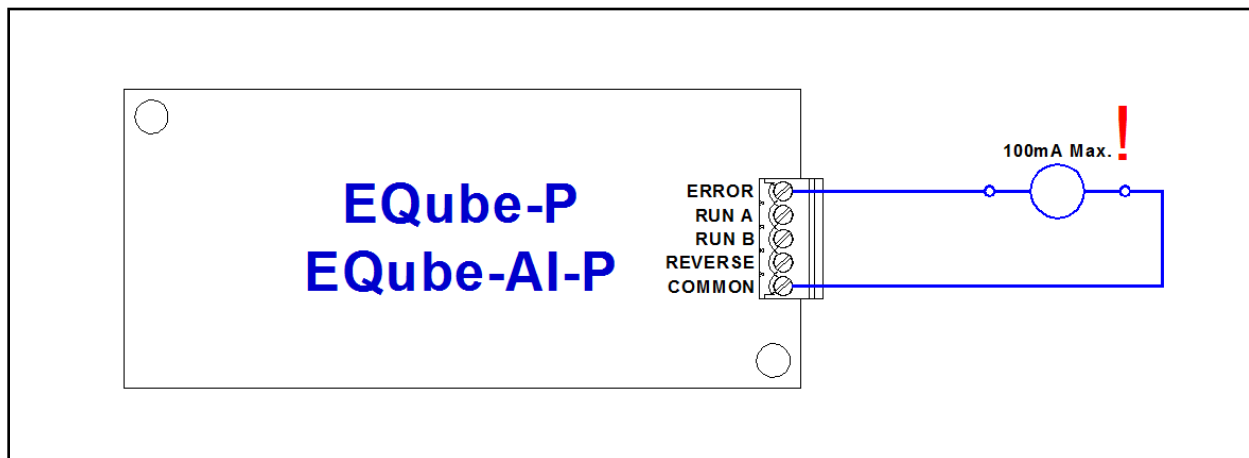 100mA Max. !
EQube-P
EQube-AI-P
ERROR
RUN A
RUN B
REVERSE
COMMON